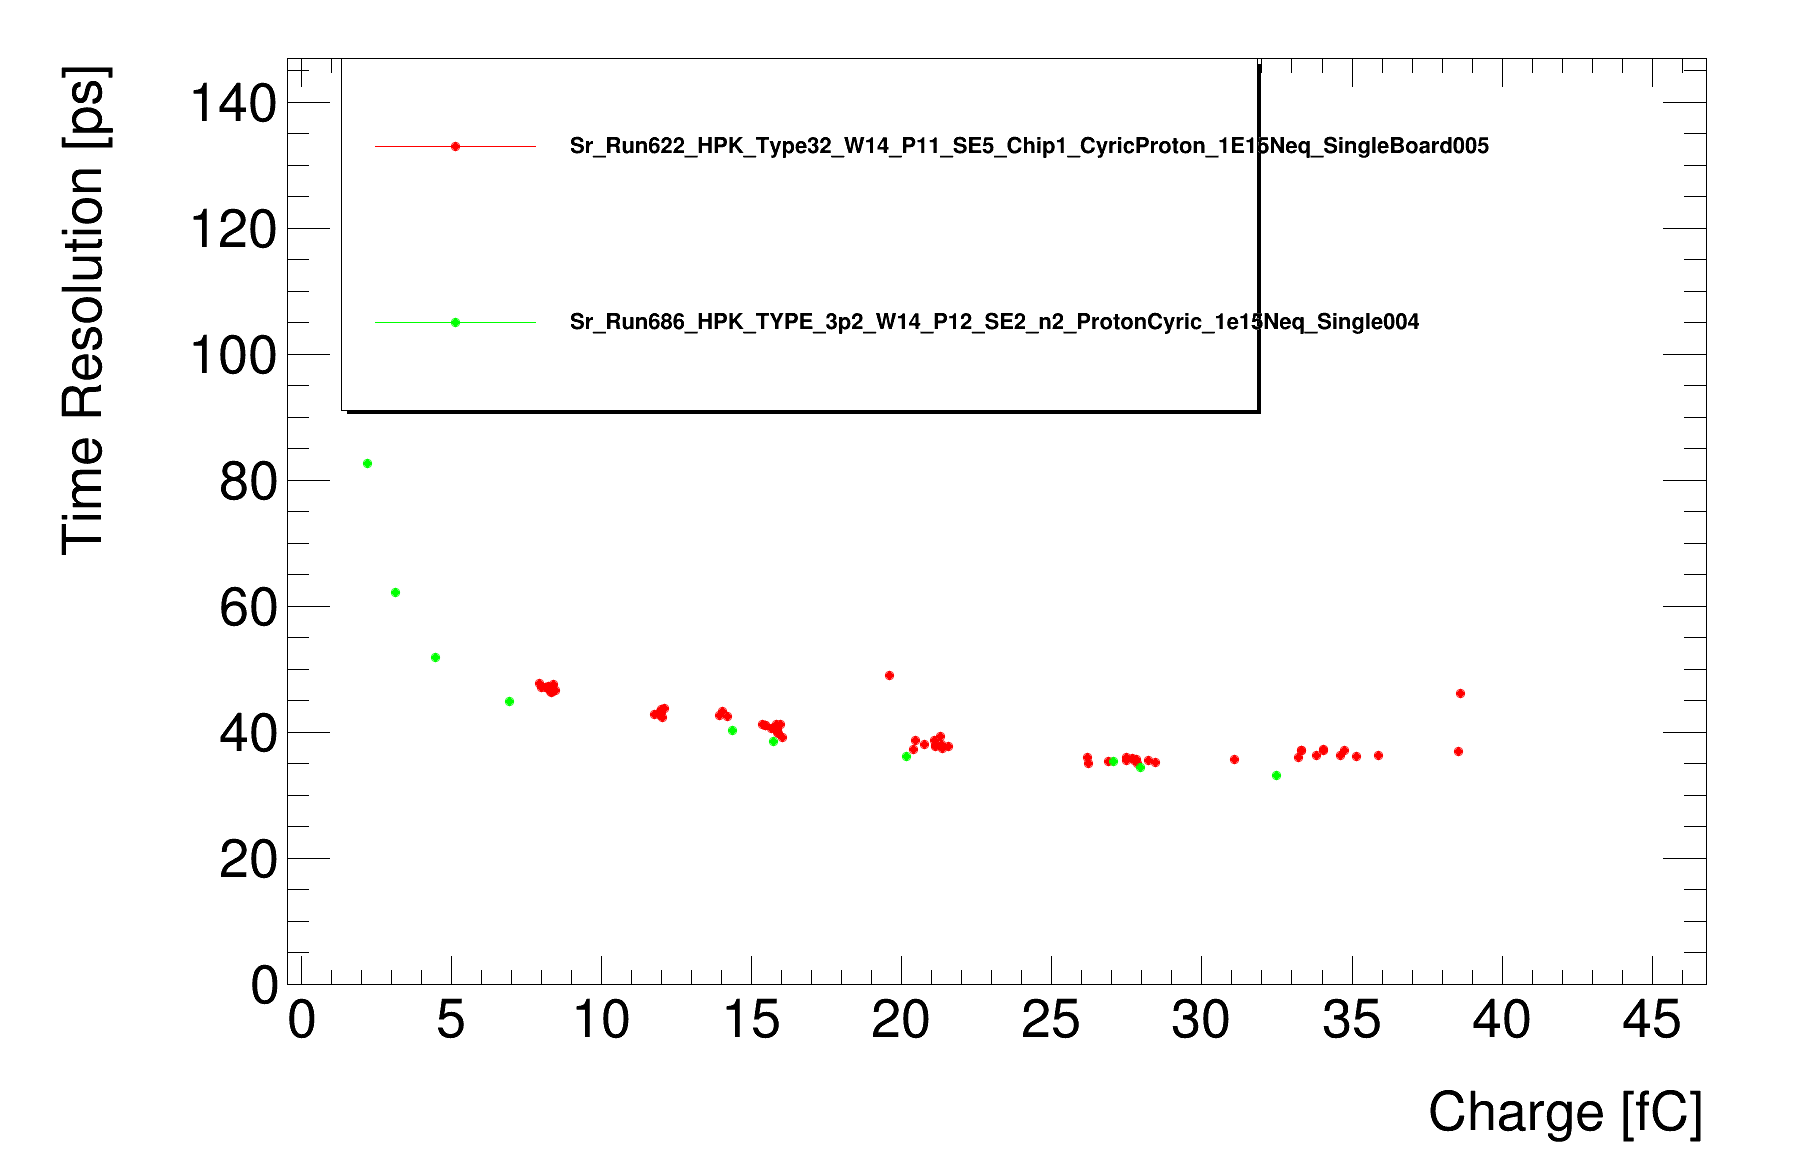 Time Resolution [ps]
140
120
100
80
60
40
20
0
Sr_Run622_HPK_Type32_W14_P11_SE5_Chip1_CyricProton_1E15Neq_SingleBoard005
Sr_Run686_HPK_TYPE_3p2_W14_P12_SE2_n2_ProtonCyric_1e15Neq_Single004
0 5 10 15 20 25 30 35 40 45
Charge [fC]